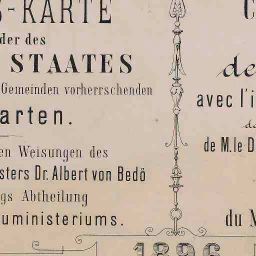 S-KARTE
der des
STAATES
Gemeinden vorherrschenden
arten.
en Weisungen des
sters Dr. Albert von Bedö
gs Abtheilung
uministeriums.
de
avec l'i
de M. le D
du M
1896